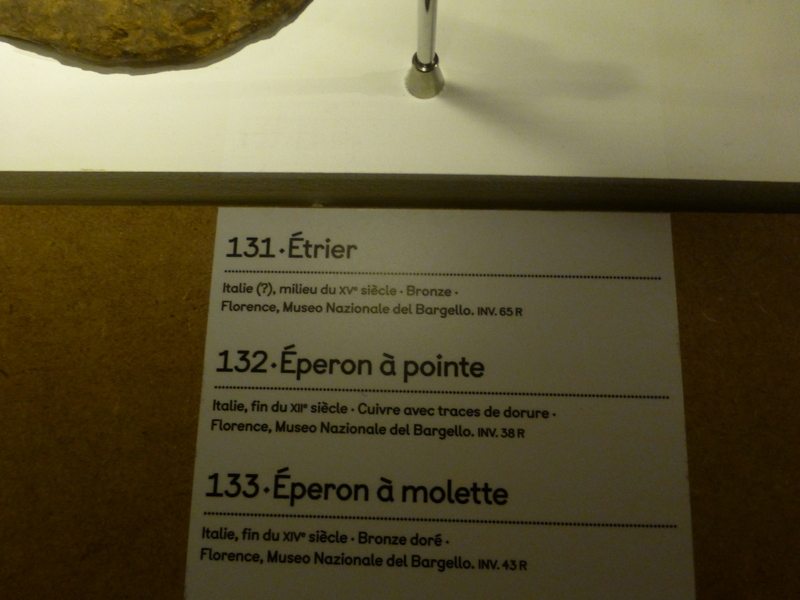 131·Étrier
Italie (?), milieu du XVe siècle · Bronze ·
Florence, Museo Nazionale del Bargello. INV. 65 R
132·Éperon à pointe
Italie, fin du XIIe siècle · Cuivre avec traces de dorure ·
Florence, Museo Nazionale del Bargello. INV. 38 R
133·Éperon à molette
Italie, fin du XIVe siècle · Bronze doré ·
Florence, Museo Nazionale del Bargello. INV. 43 R